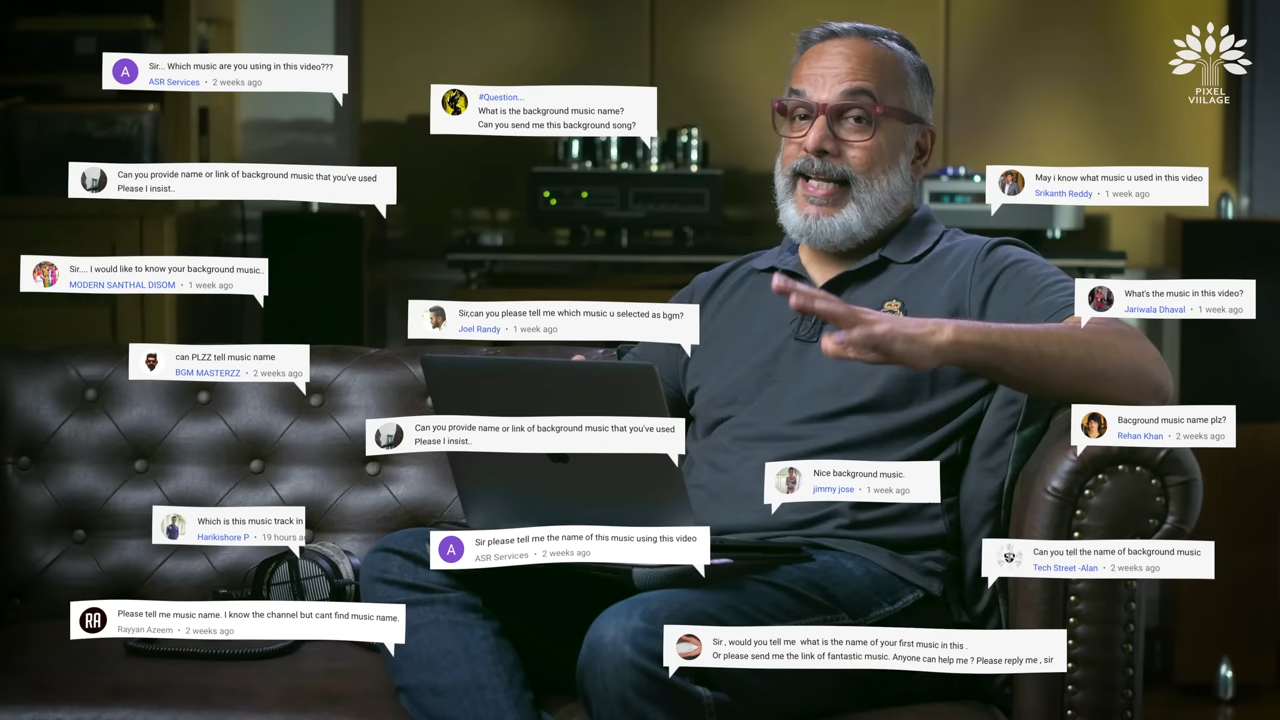 PIXEL
VIILAGE
A
Sir... Which music are you using in this video???
ASR Services • 2 weeks ago
#Question...
What is the background music name?
Can you send me this background song?
Can you provide name or link of background music that you've used
Please I insist..
May i know what music u used in this video
Srikanth Reddy • 1 week ago
Sir.... I would like to know your background music..
MODERN SANTHAL DISOM • 1 week ago
What's the music in this video?
Jariwala Dhaval • 1 week ago
Sir,can you please tell me which music u selected as bgm?
Joel Randy • 1 week ago
can PLZZ tell music name
BGM MASTERZZ • 2 weeks ago
Can you provide name or link of background music that you've used
Please I insist..
Bacground music name plz?
Rehan Khan • 2 weeks ago
Nice background music.
jimmy jose • 1 week ago
Which is this music track in
Harikishore P • 19 hours a
A
Sir please tell me the name of this music using this video
ASR Services • 2 weeks ago
Can you tell the name of background music
Tech Street -Alan • 2 weeks ago
RA
Please tell me music name. I know the channel but cant find music name.
Rayyan Azeem • 2 weeks ago
Sir , would you tell me what is the name of your first music in this .
Or please send me the link of fantastic music. Anyone can help me ? Please reply me , sir